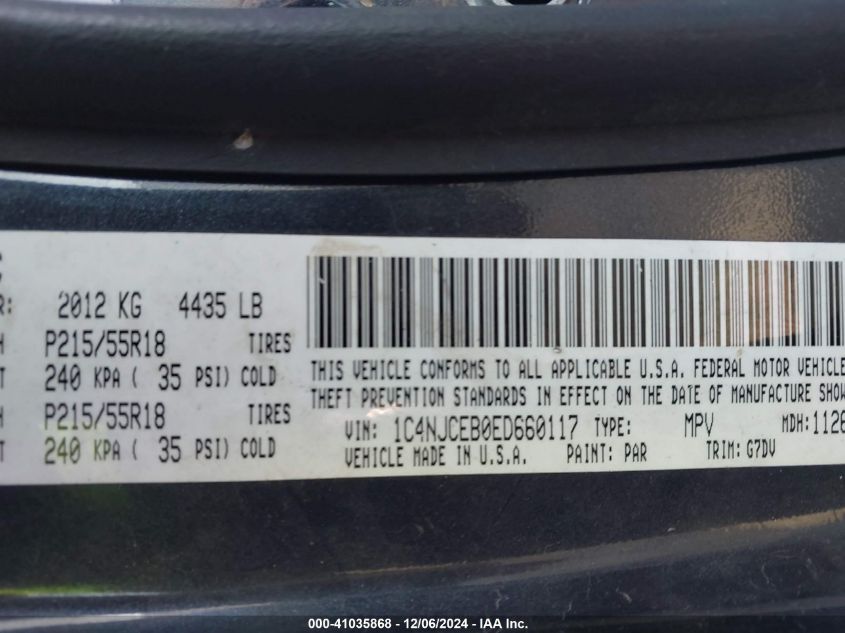 C
R: 2012 KG 4435 LB
H P215/55R18 TIRES
T 240 KPA ( 35 PSI) COLD
H P215/55R18 TIRES
T 240 KPA ( 35 PSI) COLD
THIS VEHICLE CONFORMS TO ALL APPLICABLE U.S.A. FEDERAL MOTOR VEHICLE
THEFT PREVENTION STANDARDS IN EFFECT ON THE DATE OF MANUFACTURE SHOW
VIN: 1C4NJCEB0ED660117 TYPE: MPV MDH: 1126
VEHICLE MADE IN U.S.A. PAINT: PAR TRIM: G7DV
000-41035868 - 12/06/2024 - IAA Inc.